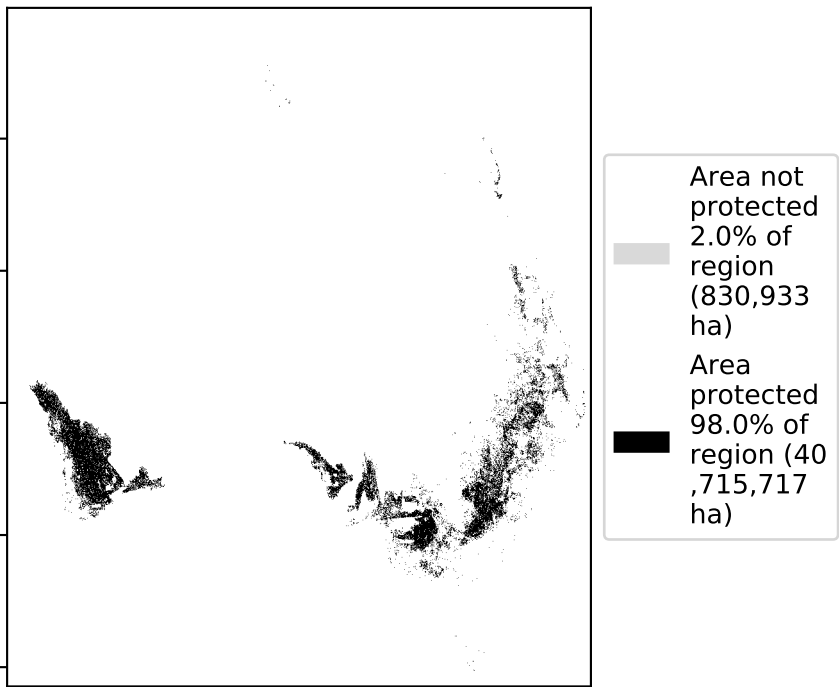 Area not
protected
2.0% of
region
(830,933
ha)
Area
protected
98.0% of
region (40
,715,717
ha)